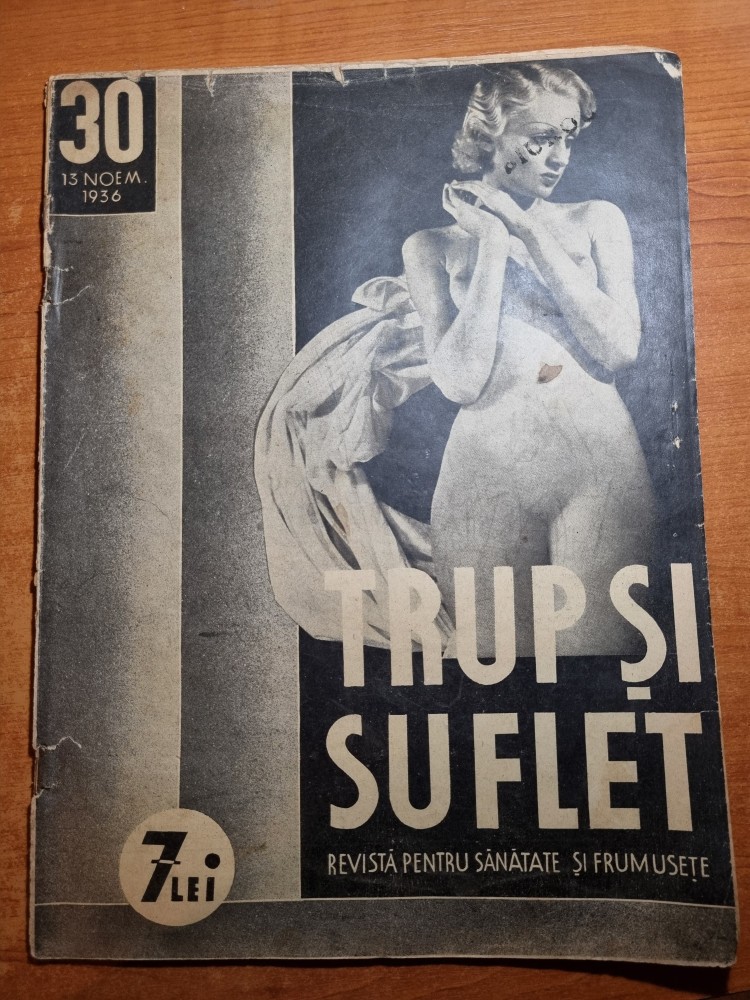 30
13 NOEM.
1936
TRUP ȘI
SUFLET
REVISTĂ PENTRU SĂNĂTATE ȘI FRUMUSEȚE
7 LEI